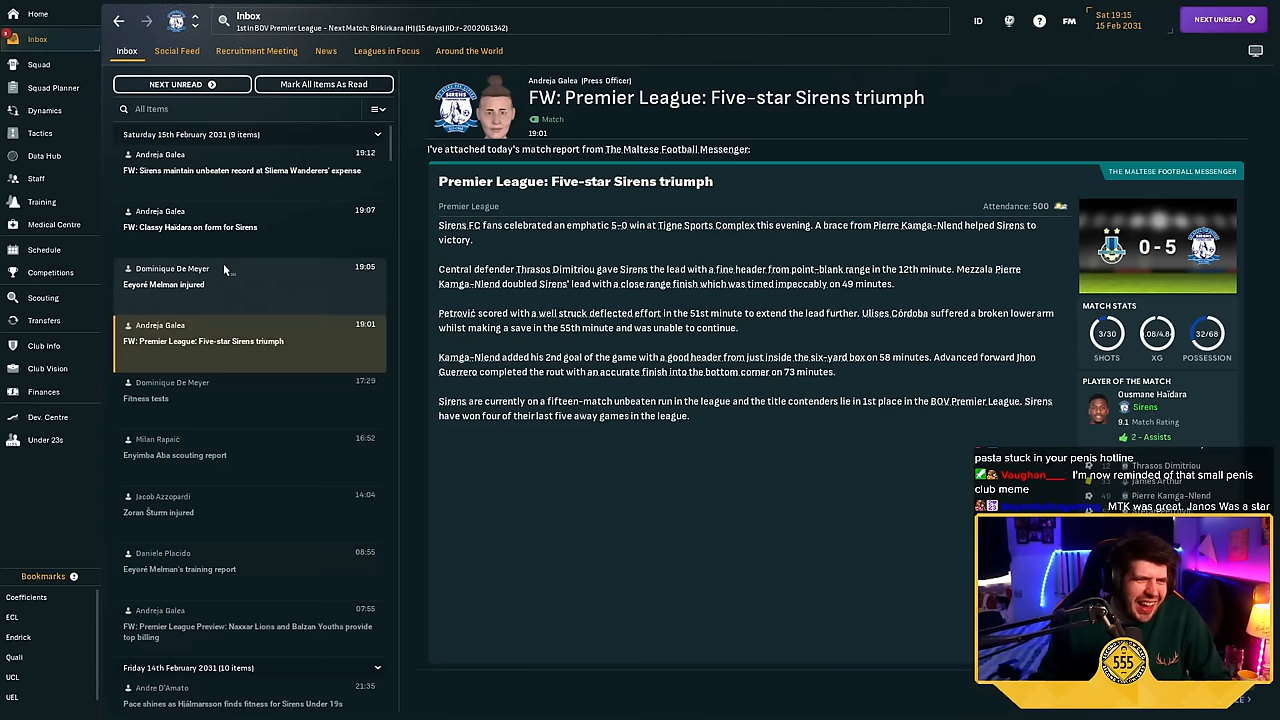 Home
Inbox
Squad
Squad Planner
Dynamics
Tactics
Data Hub
Staff
Training
Medical Centre
Schedule
Competitions
Scouting
Transfers
Club Info
Club Vision
Finances
Dev. Centre
Under 23s
Bookmarks
Coefficients
ECL
Endrick
Quali
UCL
UEL
Inbox
1st in BOV Premier League - Next Match: Birkirkara (H) (15 days) (ID:r-2002061342)
ID
FM
Sat 19:15
15 Feb 2031
NEXT UNREAD
Inbox Social Feed Recruitment Meeting News Leagues in Focus Around the World
NEXT UNREAD
Mark All Items As Read
All Items
Saturday 15th February 2031 (9 items)
Andreja Galea 19:12
FW: Sirens maintain unbeaten record at Sliema Wanderers' expense
Andreja Galea 19:07
FW: Classy Haïdara on form for Sirens
Dominique De Meyer 19:05
Eeyoré Melman injured
Andreja Galea 19:01
FW: Premier League: Five-star Sirens triumph
Dominique De Meyer 17:29
Fitness tests
Milan Rapaić 16:52
Enyimba Aba scouting report
Jacob Azzopardi 14:04
Zoran Šturm injured
Daniele Placido 08:55
Eeyoré Melman's training report
Andreja Galea 07:55
FW: Premier League Preview: Naxxar Lions and Balzan Youths provide
top billing
Friday 14th February 2031 (10 items)
Andre D'Amato 21:35
Pace shines as Hjálmarsson finds fitness for Sirens Under 19s
SIRENS
Andreja Galea (Press Officer)
FW: Premier League: Five-star Sirens triumph
Match
19:01
I've attached today's match report from The Maltese Football Messenger:
THE MALTESE FOOTBALL MESSENGER
Premier League: Five-star Sirens triumph
Premier League
Attendance: 500
Sirens FC fans celebrated an emphatic 5-0 win at Tigne Sports Complex this evening. A brace from Pierre Kamga-Nlend helped Sirens to
victory.
Central defender Thrasos Dimitriou gave Sirens the lead with a fine header from point-blank range in the 12th minute. Mezzala Pierre
Kamga-Nlend doubled Sirens' lead with a close range finish which was timed impeccably on 49 minutes.
Petrović scored with a well struck deflected effort in the 51st minute to extend the lead further. Ulises Córdoba suffered a broken lower arm
whilst making a save in the 55th minute and was unable to continue.
Kamga-Nlend added his 2nd goal of the game with a good header from just inside the six-yard box on 58 minutes. Advanced forward Jhon
Guerrero completed the rout with an accurate finish into the bottom corner on 73 minutes.
Sirens are currently on a fifteen-match unbeaten run in the league and the title contenders lie in 1st place in the BOV Premier League. Sirens
have won four of their last five away games in the league.
0 - 5
MATCH STATS
3/30
.08/4.8
32/68
SHOTS XG POSSESSION
PLAYER OF THE MATCH
Ousmane Haïdara
Sirens
9.1 Match Rating
2 - Assists
pasta stuck in your penis hotline
12 Thrasos Dimitriou
Vaughan____: I'm now reminded of that small penis
James Arthur
club meme
49 Pierre Kamga-Nlend
MTK was great, Janos Was a star
555